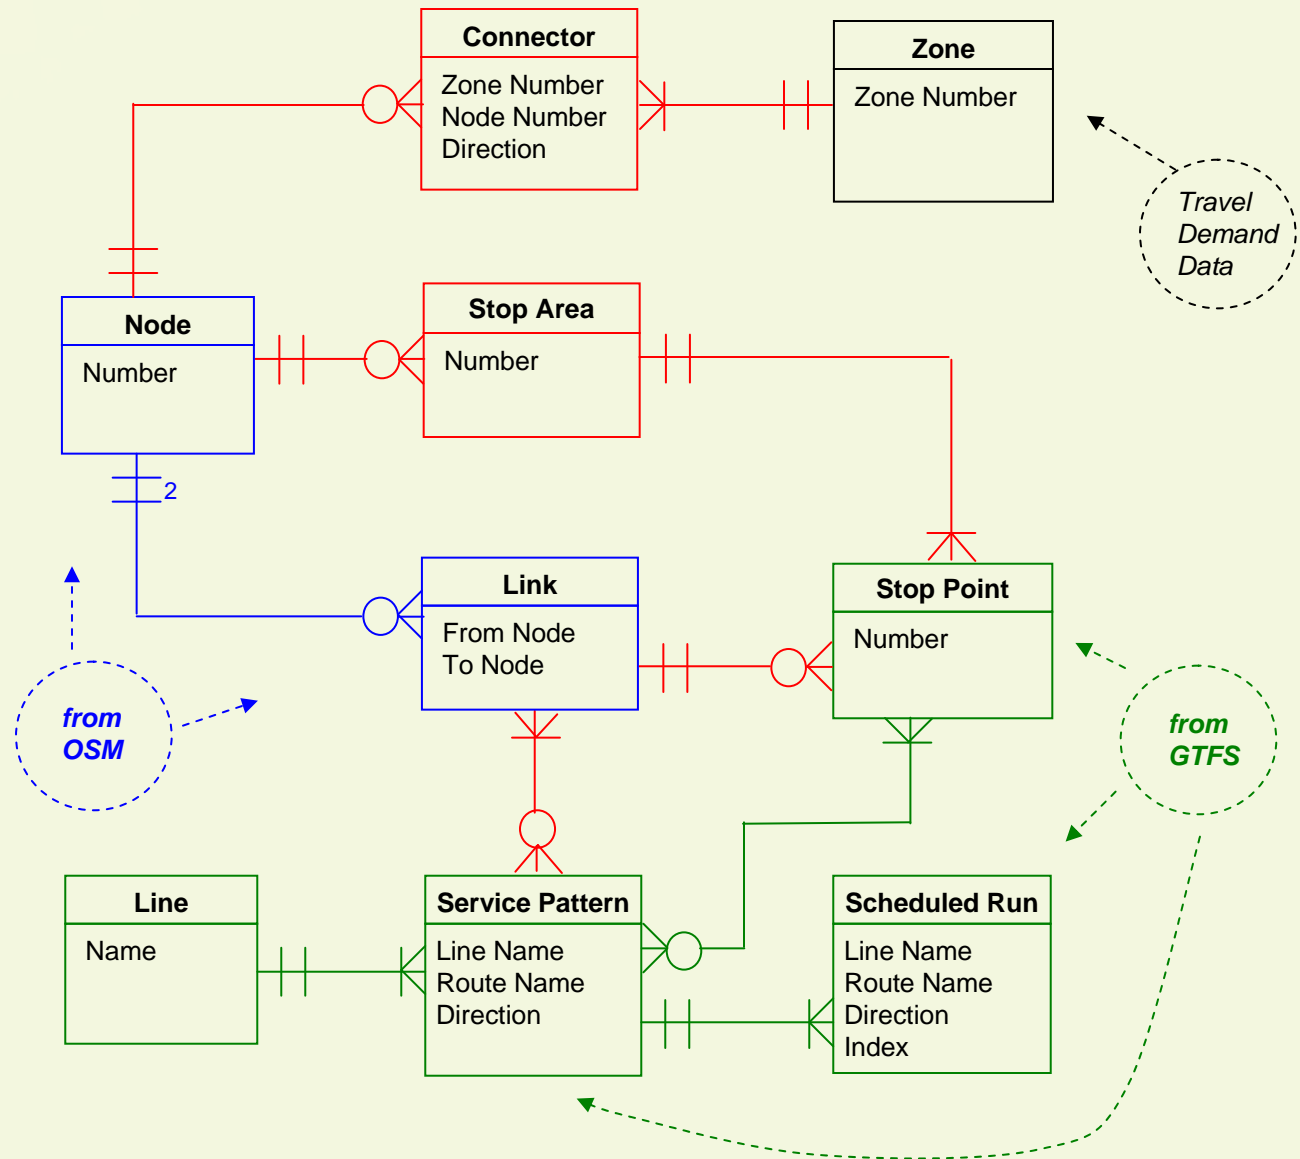 Connector
Zone Number
Node Number
Direction
Zone
Zone Number
Travel
Demand
Data
Node
Number
Stop Area
Number
2
Link
From Node
To Node
Stop Point
Number
from
OSM
from
GTFS
Line
Name
Service Pattern
Line Name
Route Name
Direction
Scheduled Run
Line Name
Route Name
Direction
Index